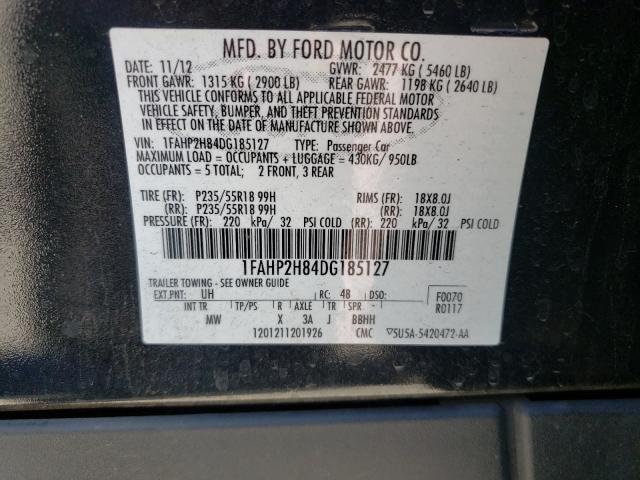 MFD. BY FORD MOTOR CO.
DATE: 11/12 GVWR: 2477 KG ( 5460 LB)
FRONT GAWR: 1315 KG ( 2900 LB) REAR GAWR: 1198 KG ( 2640 LB)
THIS VEHICLE CONFORMS TO ALL APPLICABLE FEDERAL MOTOR
VEHICLE SAFETY, BUMPER, AND THEFT PREVENTION STANDARDS
IN EFFECT ON THE DATE OF MANUFACTURE SHOWN ABOVE.
VIN: 1FAHP2H84DG185127 TYPE: Passenger Car
MAXIMUM LOAD = OCCUPANTS + LUGGAGE = 430KG/950LB
OCCUPANTS = 5 TOTAL; 2 FRONT, 3 REAR
TIRE (FR): P235/55R18 99H RIMS (FR): 18X8.0J
(RR): P235/55R18 99H (RR): 18X8.0J
PRESSURE (FR): 220 kPa/ 32 PSI COLD (RR): 220 kPa/ 32 PSI COLD
1FAHP2H84DG185127
TRAILER TOWING - SEE OWNER GUIDE
EXT PNT: UH RC: 48 DSO: F0070
INT TR TP/PS R AXLE TR SPR - R0117
MW X 3A J BBHH
1201211201926 CMC ▽5U5A-5420472-AA